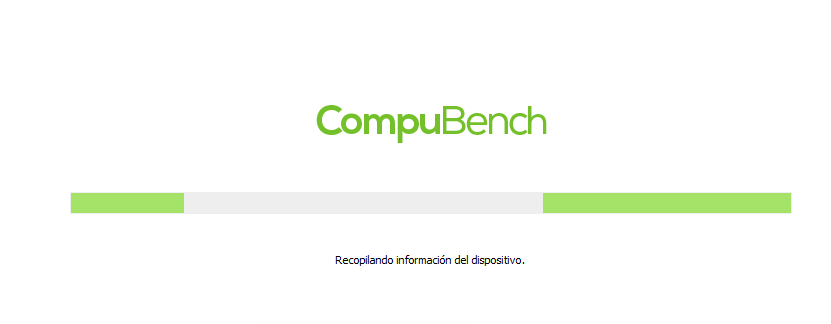 CompuBench
Recopilando información del dispositivo.